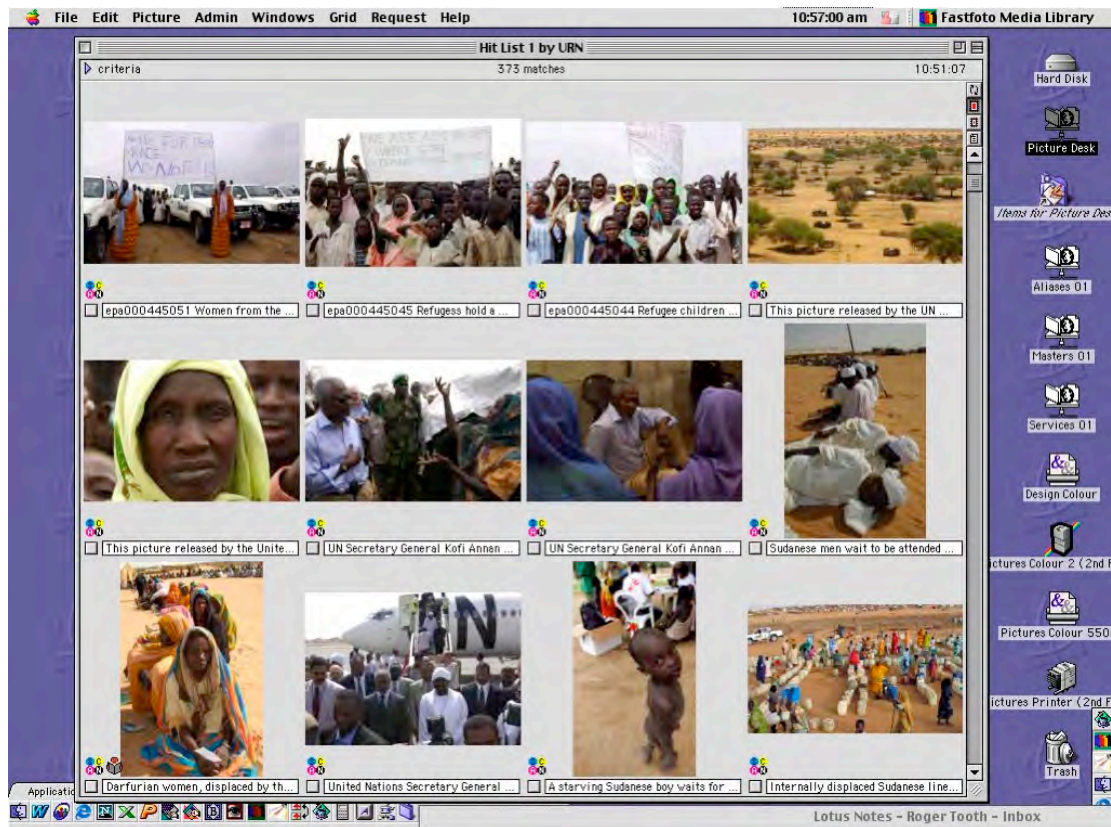 File Edit Picture Admin Windows Grid Request Help
10:57:00 am
Fastfoto Media Library
Hit List 1 by URN
criteria
373 matches
10:51:07
epa000445051 Women from the ...
epa000445045 Refugess hold a ...
epa000445044 Refugee children ...
This picture released by the UN ...
This picture released by the Unite...
UN Secretary General Kofi Annan ...
UN Secretary General Kofi Annan ...
Sudanese men wait to be attended ...
UN
Darfurian women, displaced by th...
United Nations Secretary General ...
A starving Sudanese boy waits for ...
Internally displaced Sudanese line...
Hard Disk
Picture Desk
Items for Picture Des
Aliases 01
Masters 01
Services 01
Design Colour
ictures Colour 2 (2nd F
Pictures Colour 550
ictures Printer (2nd F
Trash
Applicatio
Lotus Notes - Roger Tooth - Inbox